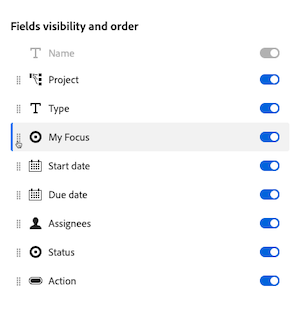 Fields visibility and order
Name
Project
Type
My Focus
Start date
Due date
Assignees
Status
Action